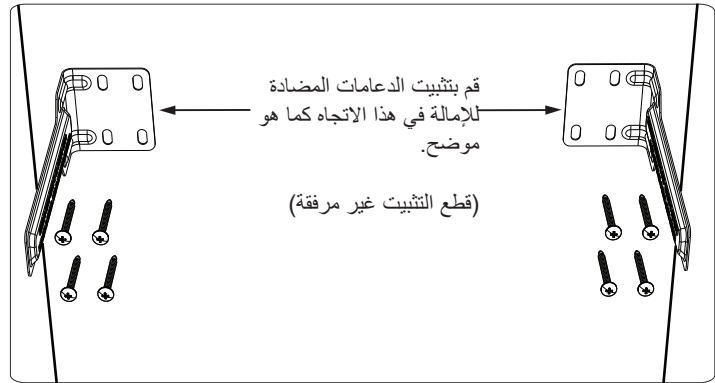 قم بتثبيت الدعامات المضادة
للإمالة في هذا الاتجاه كما هو
موضح.
(قطع التثبيت غير مرفقة)